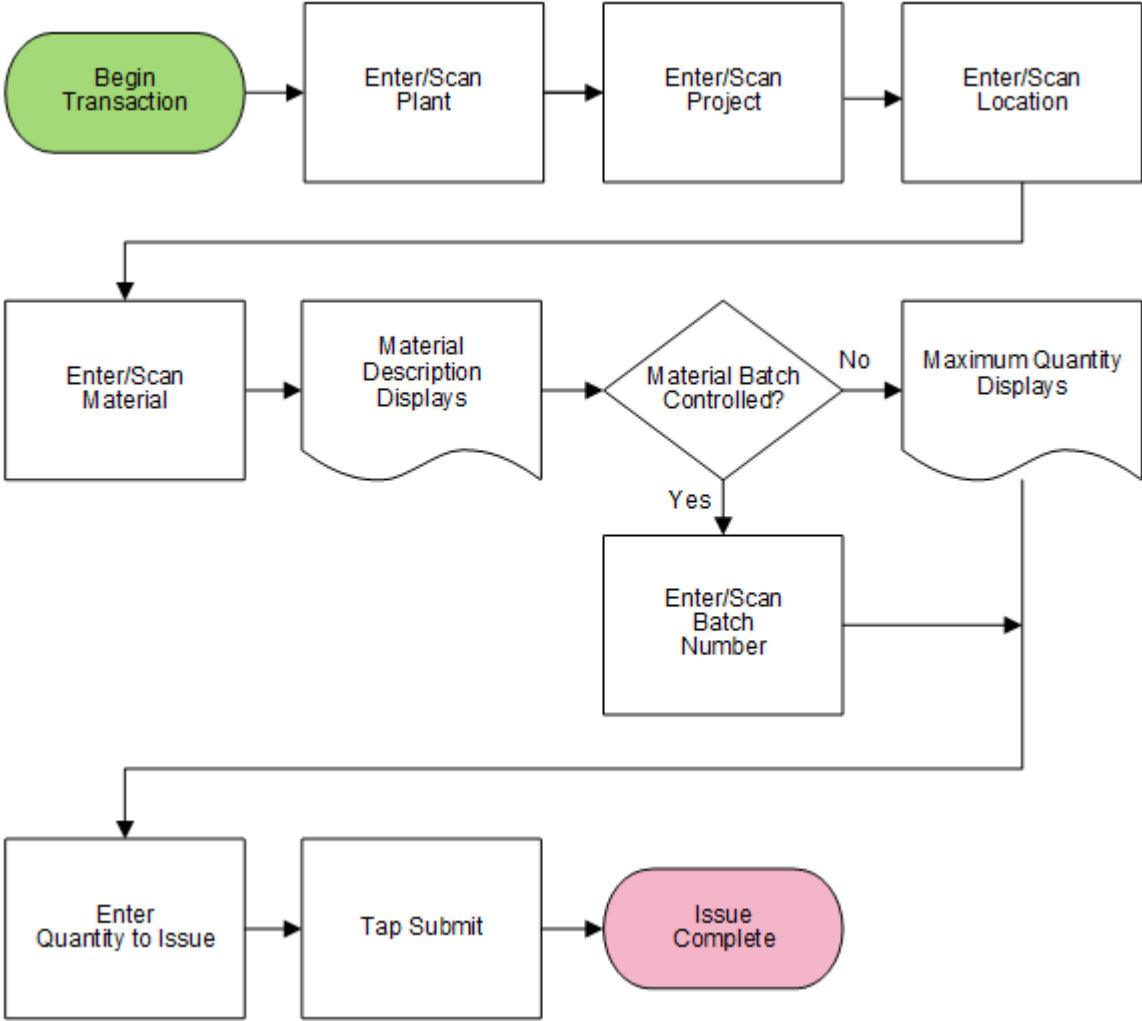 Begin
Transaction
Enter/Scan
Plant
Enter/Scan
Project
Enter/Scan
Location
Enter/Scan
Material
Material
Description
Displays
Material Batch
Controlled?
No
Maximum Quantity
Displays
Yes
Enter/Scan
Batch
Number
Enter
Quantity to Issue
Tap Submit
Issue
Complete